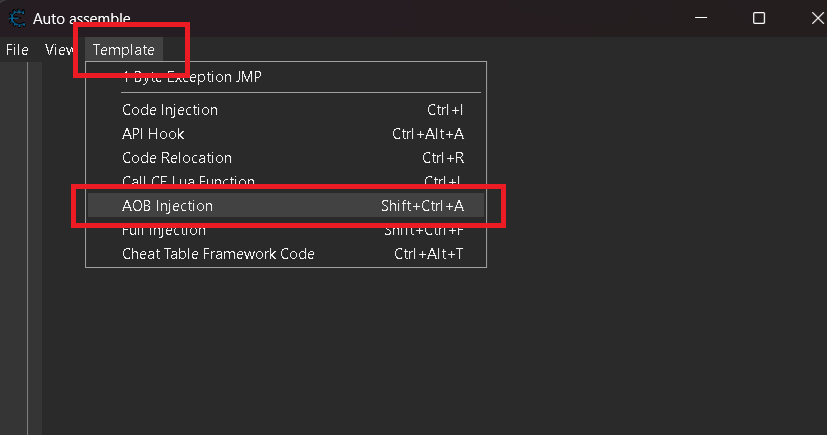 Auto assemble
File View Template
1 Byte Exception JMP
Code Injection Ctrl+I
API Hook Ctrl+Alt+A
Code Relocation Ctrl+R
Call CE Lua Function Ctrl+L
AOB Injection Shift+Ctrl+A
Full Injection Shift+Ctrl+F
Cheat Table Framework Code Ctrl+Alt+T